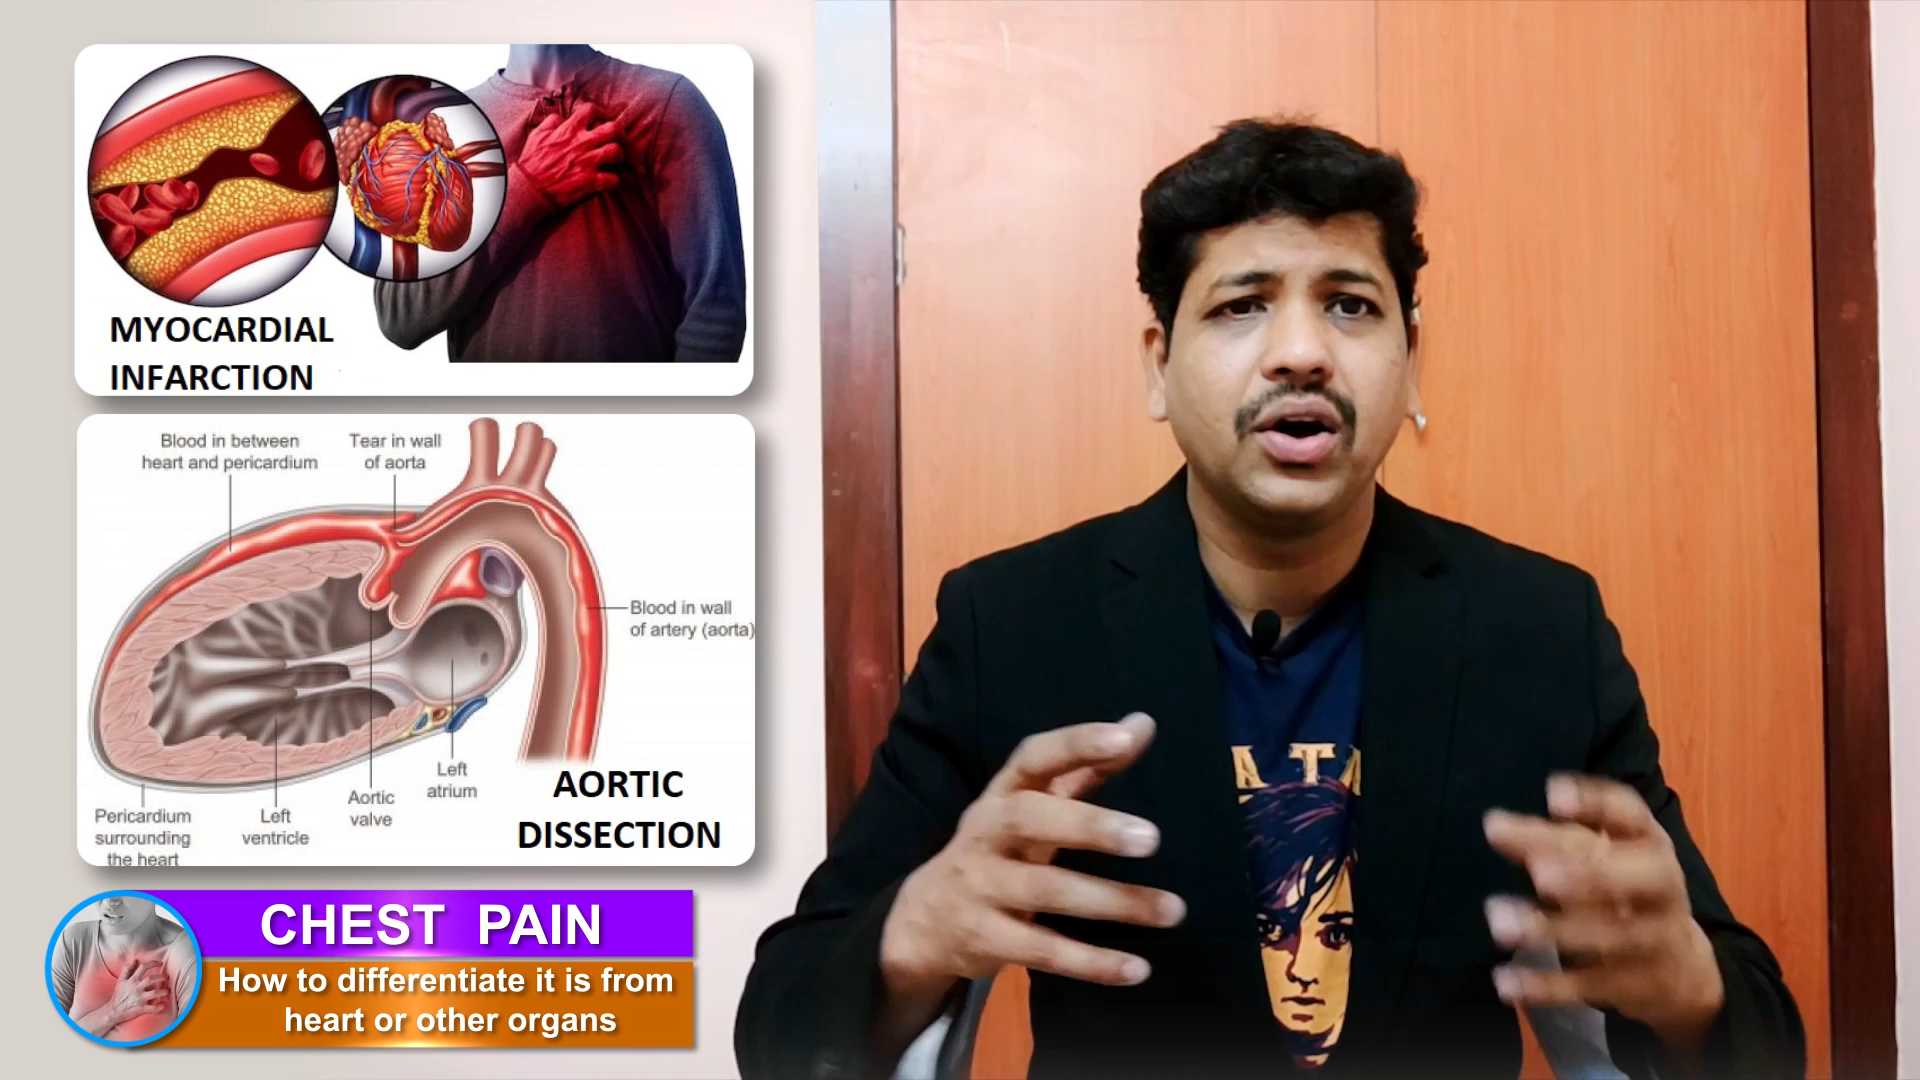 MYOCARDIAL
INFARCTION
Blood in between
heart and pericardium
Tear in wall
of aorta
Blood in wall
of artery (aorta)
Left
atrium
Aortic
valve
Left
ventricle
Pericardium
surrounding
the heart
AORTIC
DISSECTION
CHEST PAIN
How to differentiate it is from
heart or other organs